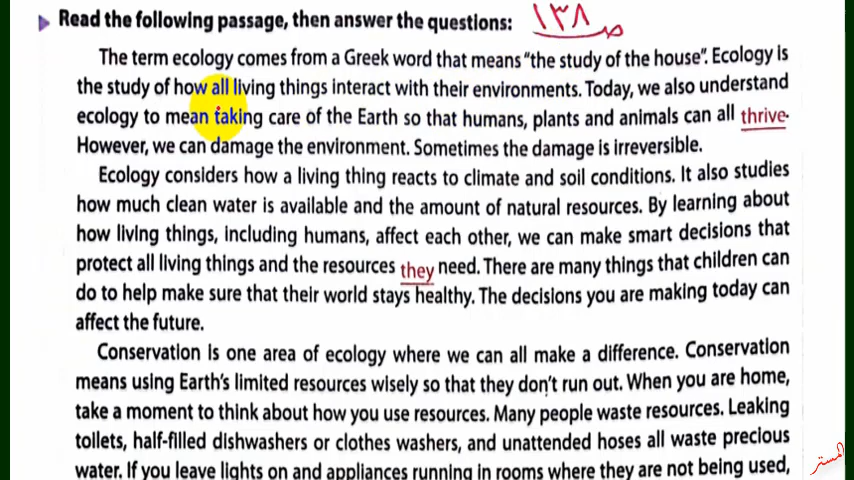 Read the following passage, then answer the questions: ص ١٣٨
The term ecology comes from a Greek word that means "the study of the house". Ecology is
the study of how all living things interact with their environments. Today, we also understand
ecology to mean taking care of the Earth so that humans, plants and animals can all thrive.
However, we can damage the environment. Sometimes the damage is irreversible.
Ecology considers how a living thing reacts to climate and soil conditions. It also studies
how much clean water is available and the amount of natural resources. By learning about
how living things, including humans, affect each other, we can make smart decisions that
protect all living things and the resources they need. There are many things that children can
do to help make sure that their world stays healthy. The decisions you are making today can
affect the future.
Conservation is one area of ecology where we can all make a difference. Conservation
means using Earth's limited resources wisely so that they don't run out. When you are home,
take a moment to think about how you use resources. Many people waste resources. Leaking
toilets, half-filled dishwashers or clothes washers, and unattended hoses all waste precious
water. If you leave lights on and appliances running in rooms where they are not being used,
المستر